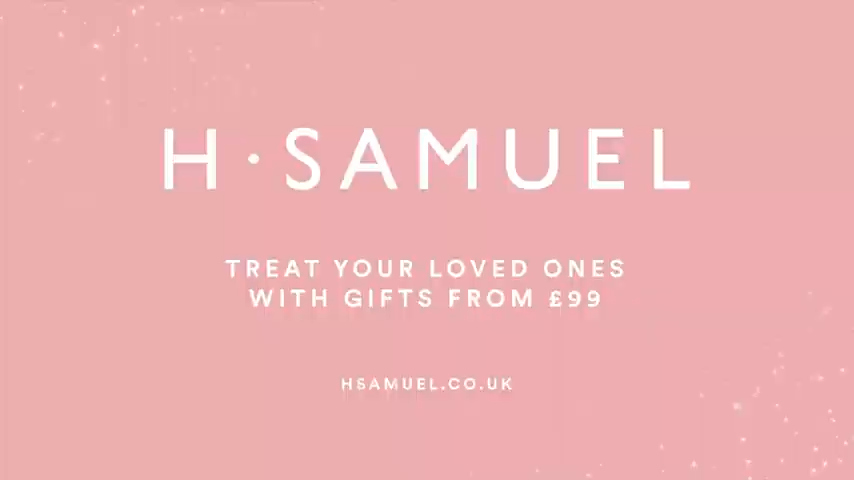 H·SAMUEL
TREAT YOUR LOVED ONES
WITH GIFTS FROM £99
HSAMUEL.CO.UK